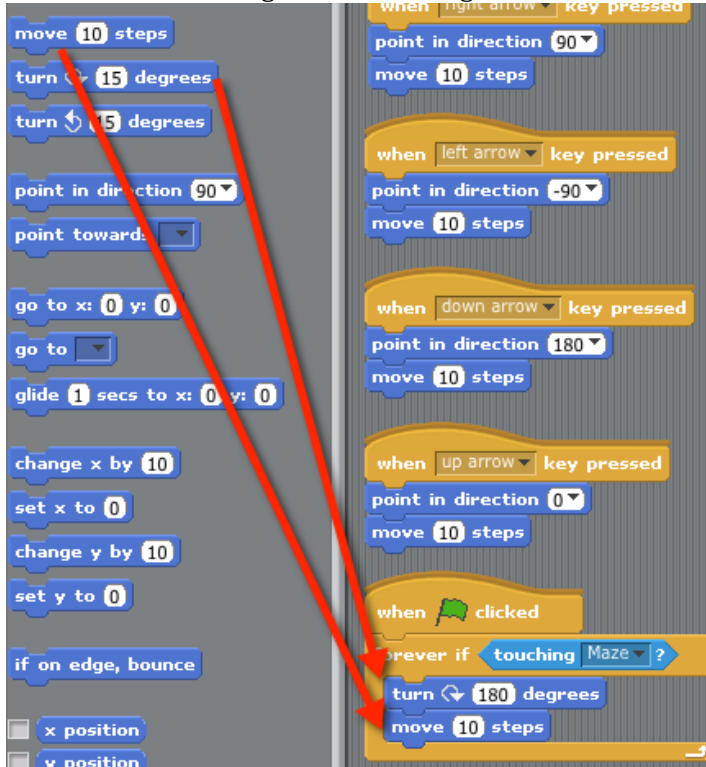 move 10 steps
turn 15 degrees
turn 15 degrees
point in direction 90
point towards
go to x: 0 y: 0
go to
glide 1 secs to x: 0 y: 0
change x by 10
set x to 0
change y by 10
set y to 0
if on edge, bounce
x position
y position
when right arrow key pressed
point in direction 90
move 10 steps
when left arrow key pressed
point in direction -90
move 10 steps
when down arrow key pressed
point in direction 180
move 10 steps
when up arrow key pressed
point in direction 0
move 10 steps
when clicked
forever if touching Maze ?
turn 180 degrees
move 10 steps